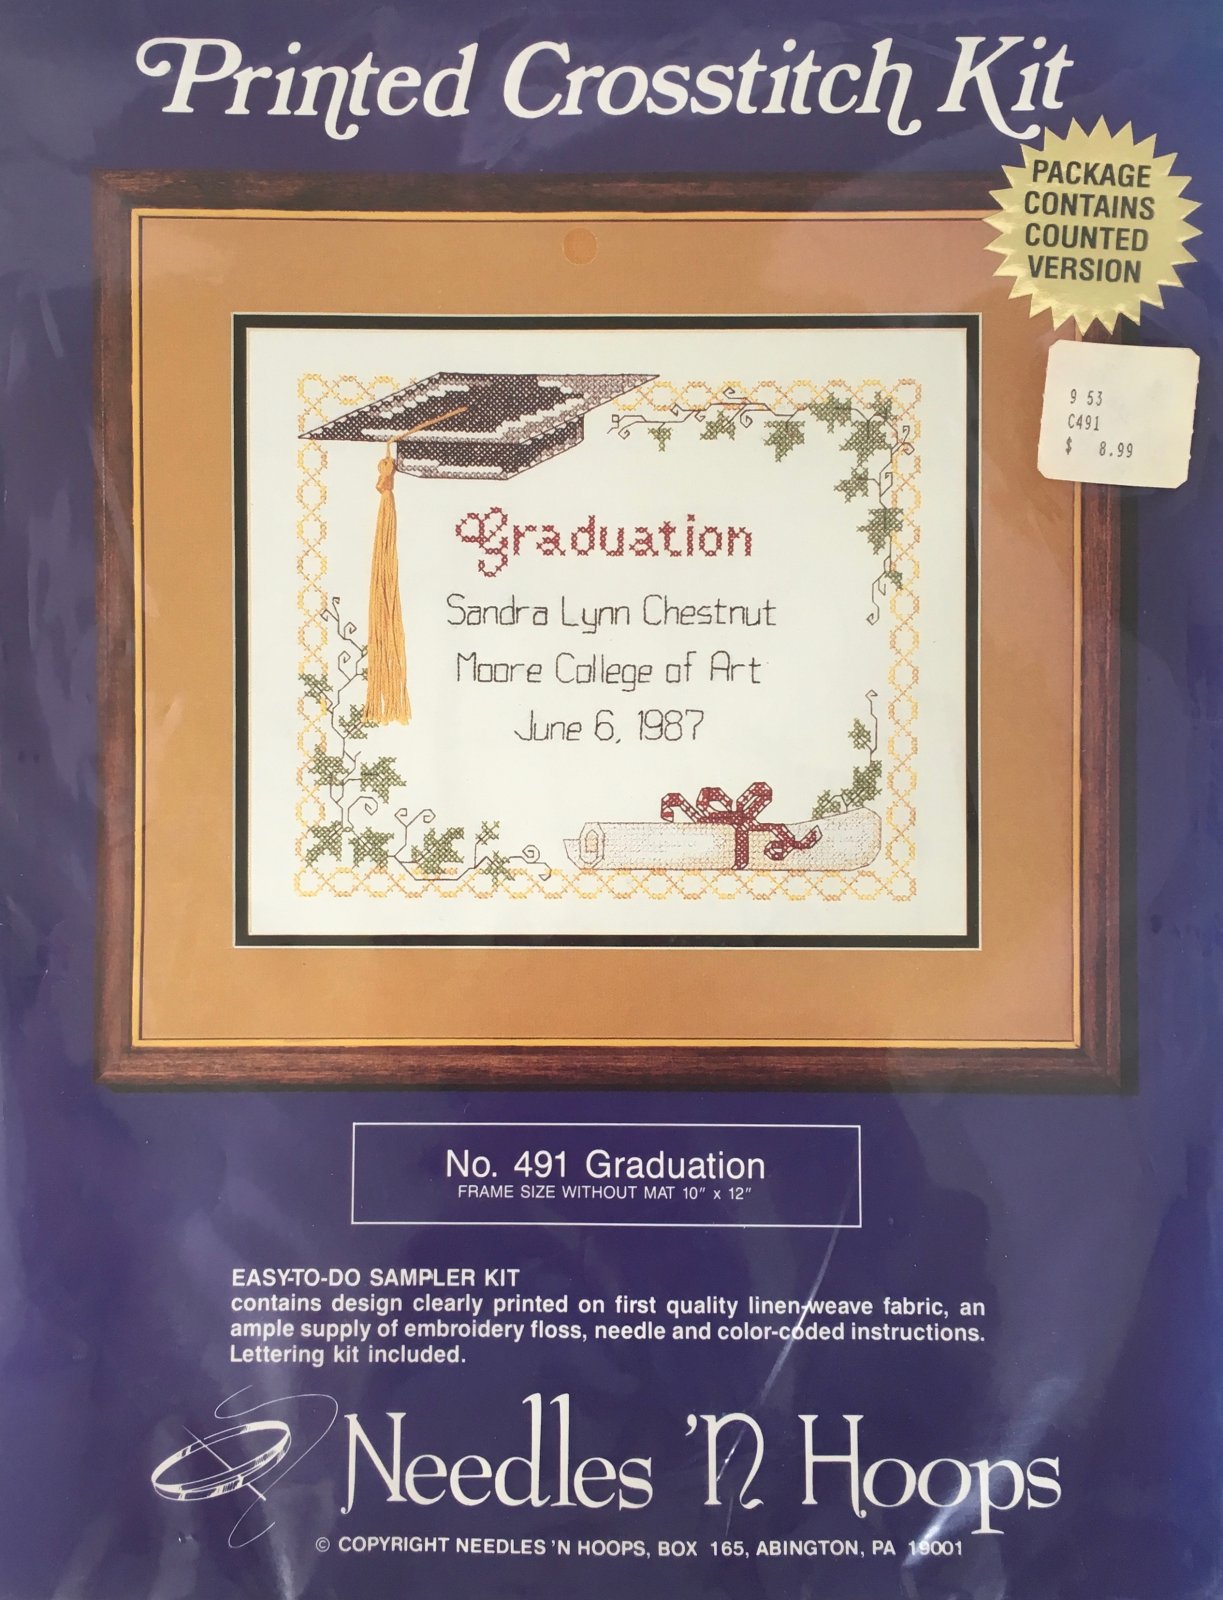 Printed Crosstitch Kit
PACKAGE
CONTAINS
COUNTED
VERSION
9 53
C491
$ 8.99
Graduation
Sandra Lynn Chestnut
Moore College of Art
June 6, 1987
No. 491 Graduation
FRAME SIZE WITHOUT MAT 10" x 12"
EASY-TO-DO SAMPLER KIT
contains design clearly printed on first quality linen-weave fabric, an
ample supply of embroidery floss, needle and color-coded instructions.
Lettering kit included.
Needles 'N Hoops
© COPYRIGHT NEEDLES 'N HOOPS, BOX 165, ABINGTON, PA 19001